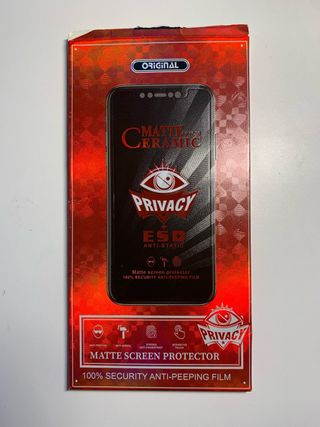 ORIGINAL
MATTE
CERAMIC
PRIVACY
+
ESD
ANTI-STATIC
Matte screen protector
100% SECURITY ANTI-PEEPING FILM
PRIVACY
MATTE SCREEN PROTECTOR
100% SECURITY ANTI-PEEPING FILM